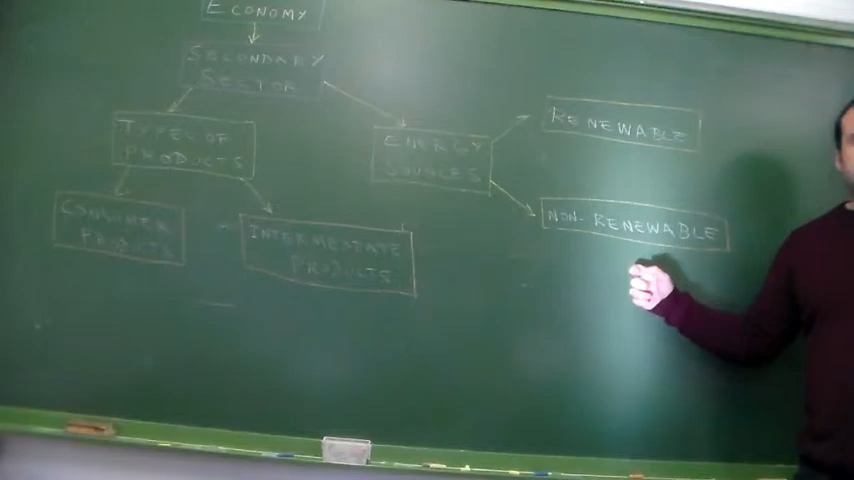 ECONOMY
SECONDARY
SECTOR
TYPES OF
PRODUCTS
CONSUMER
PRODUCTS
INTERMEDIATE
PRODUCTS
ENERGY
SOURCES
RENEWABLE
NON-RENEWABLE